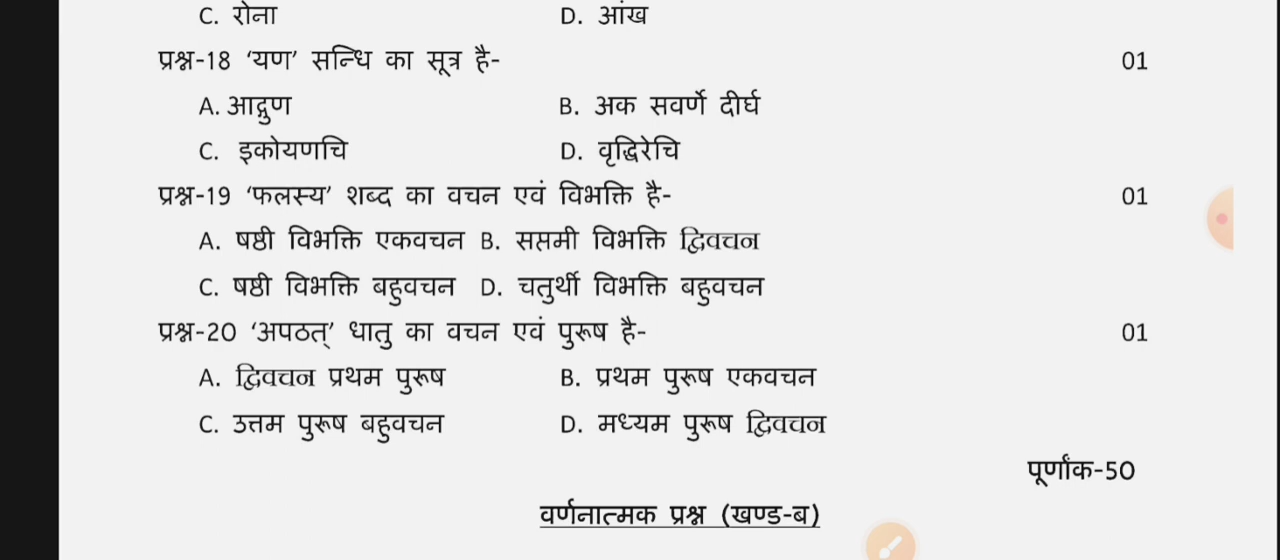 C. रोना D. आंख
प्रश्न-18 ‘यण’ सन्धि का सूत्र है- 01
A. आद्गुण B. अक सवर्णे दीर्घ
C. इकोयणचि D. वृद्धिरेचि
प्रश्न-19 ‘फलस्य’ शब्द का वचन एवं विभक्ति है- 01
A. षष्ठी विभक्ति एकवचन B. सप्तमी विभक्ति द्विवचन
C. षष्ठी विभक्ति बहुवचन D. चतुर्थी विभक्ति बहुवचन
प्रश्न-20 ‘अपठत्’ धातु का वचन एवं पुरूष है- 01
A. द्विवचन प्रथम पुरूष B. प्रथम पुरूष एकवचन
C. उत्तम पुरूष बहुवचन D. मध्यम पुरूष द्विवचन
पूर्णांक-50
वर्णनात्मक प्रश्न (खण्ड-ब)